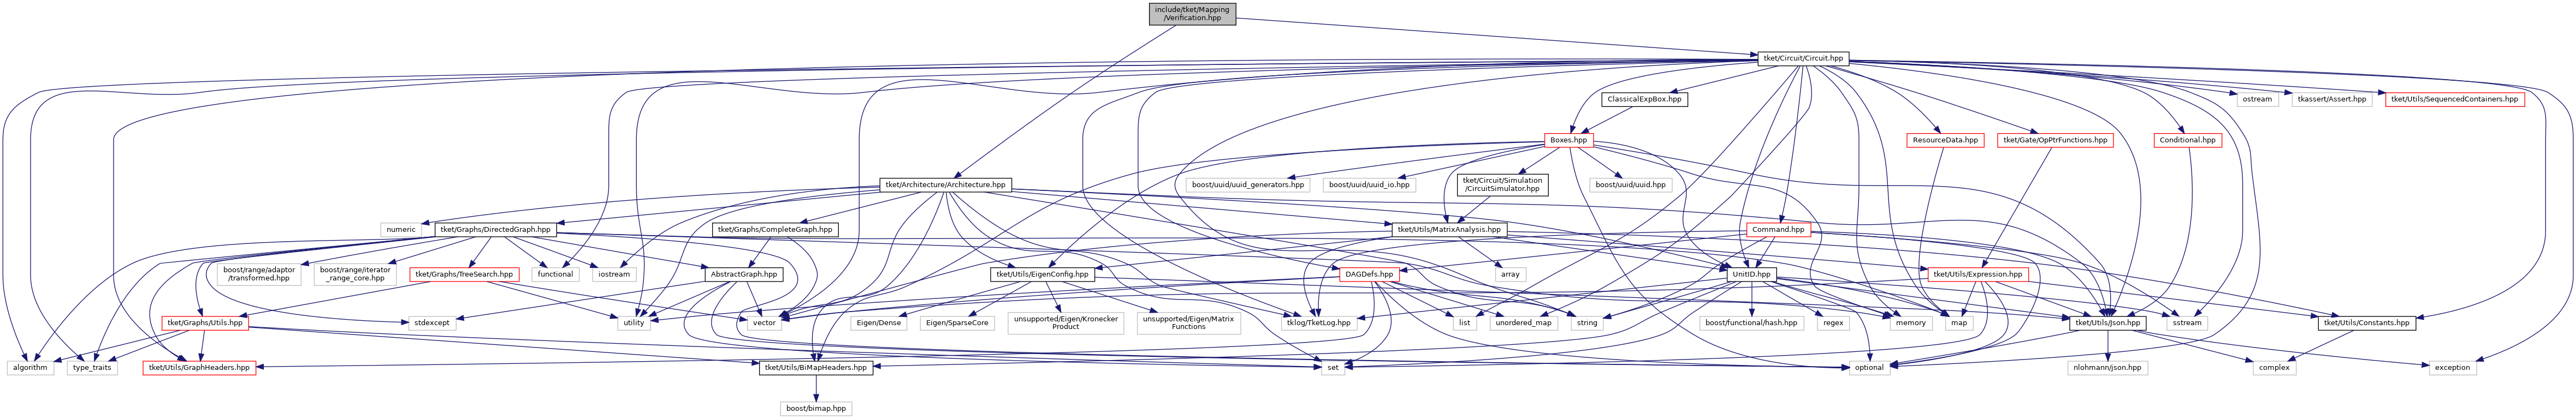 include/tket/Mapping
/Verification.hpp
tket/Circuit/Circuit.hpp
ClassicalExpBox.hpp
ostream
tkassert/Assert.hpp
tket/Utils/SequencedContainers.hpp
Boxes.hpp
ResourceData.hpp
tket/Gate/OpPtrFunctions.hpp
Conditional.hpp
tket/Architecture/Architecture.hpp
boost/uuid/uuid_generators.hpp
boost/uuid/uuid_io.hpp
tket/Circuit/Simulation
/CircuitSimulator.hpp
boost/uuid/uuid.hpp
numeric
tket/Graphs/DirectedGraph.hpp
tket/Graphs/CompleteGraph.hpp
tket/Utils/MatrixAnalysis.hpp
Command.hpp
boost/range/adaptor
/transformed.hpp
boost/range/iterator
_range_core.hpp
tket/Graphs/TreeSearch.hpp
functional
iostream
AbstractGraph.hpp
tket/Utils/EigenConfig.hpp
DAGDefs.hpp
array
UnitID.hpp
tket/Utils/Expression.hpp
tket/Graphs/Utils.hpp
stdexcept
utility
vector
Eigen/Dense
Eigen/SparseCore
unsupported/Eigen/Kronecker
Product
unsupported/Eigen/Matrix
Functions
tklog/TketLog.hpp
list
unordered_map
string
boost/functional/hash.hpp
regex
memory
map
tket/Utils/Json.hpp
sstream
tket/Utils/Constants.hpp
algorithm
type_traits
tket/Utils/GraphHeaders.hpp
tket/Utils/BiMapHeaders.hpp
set
optional
nlohmann/json.hpp
complex
exception
boost/bimap.hpp